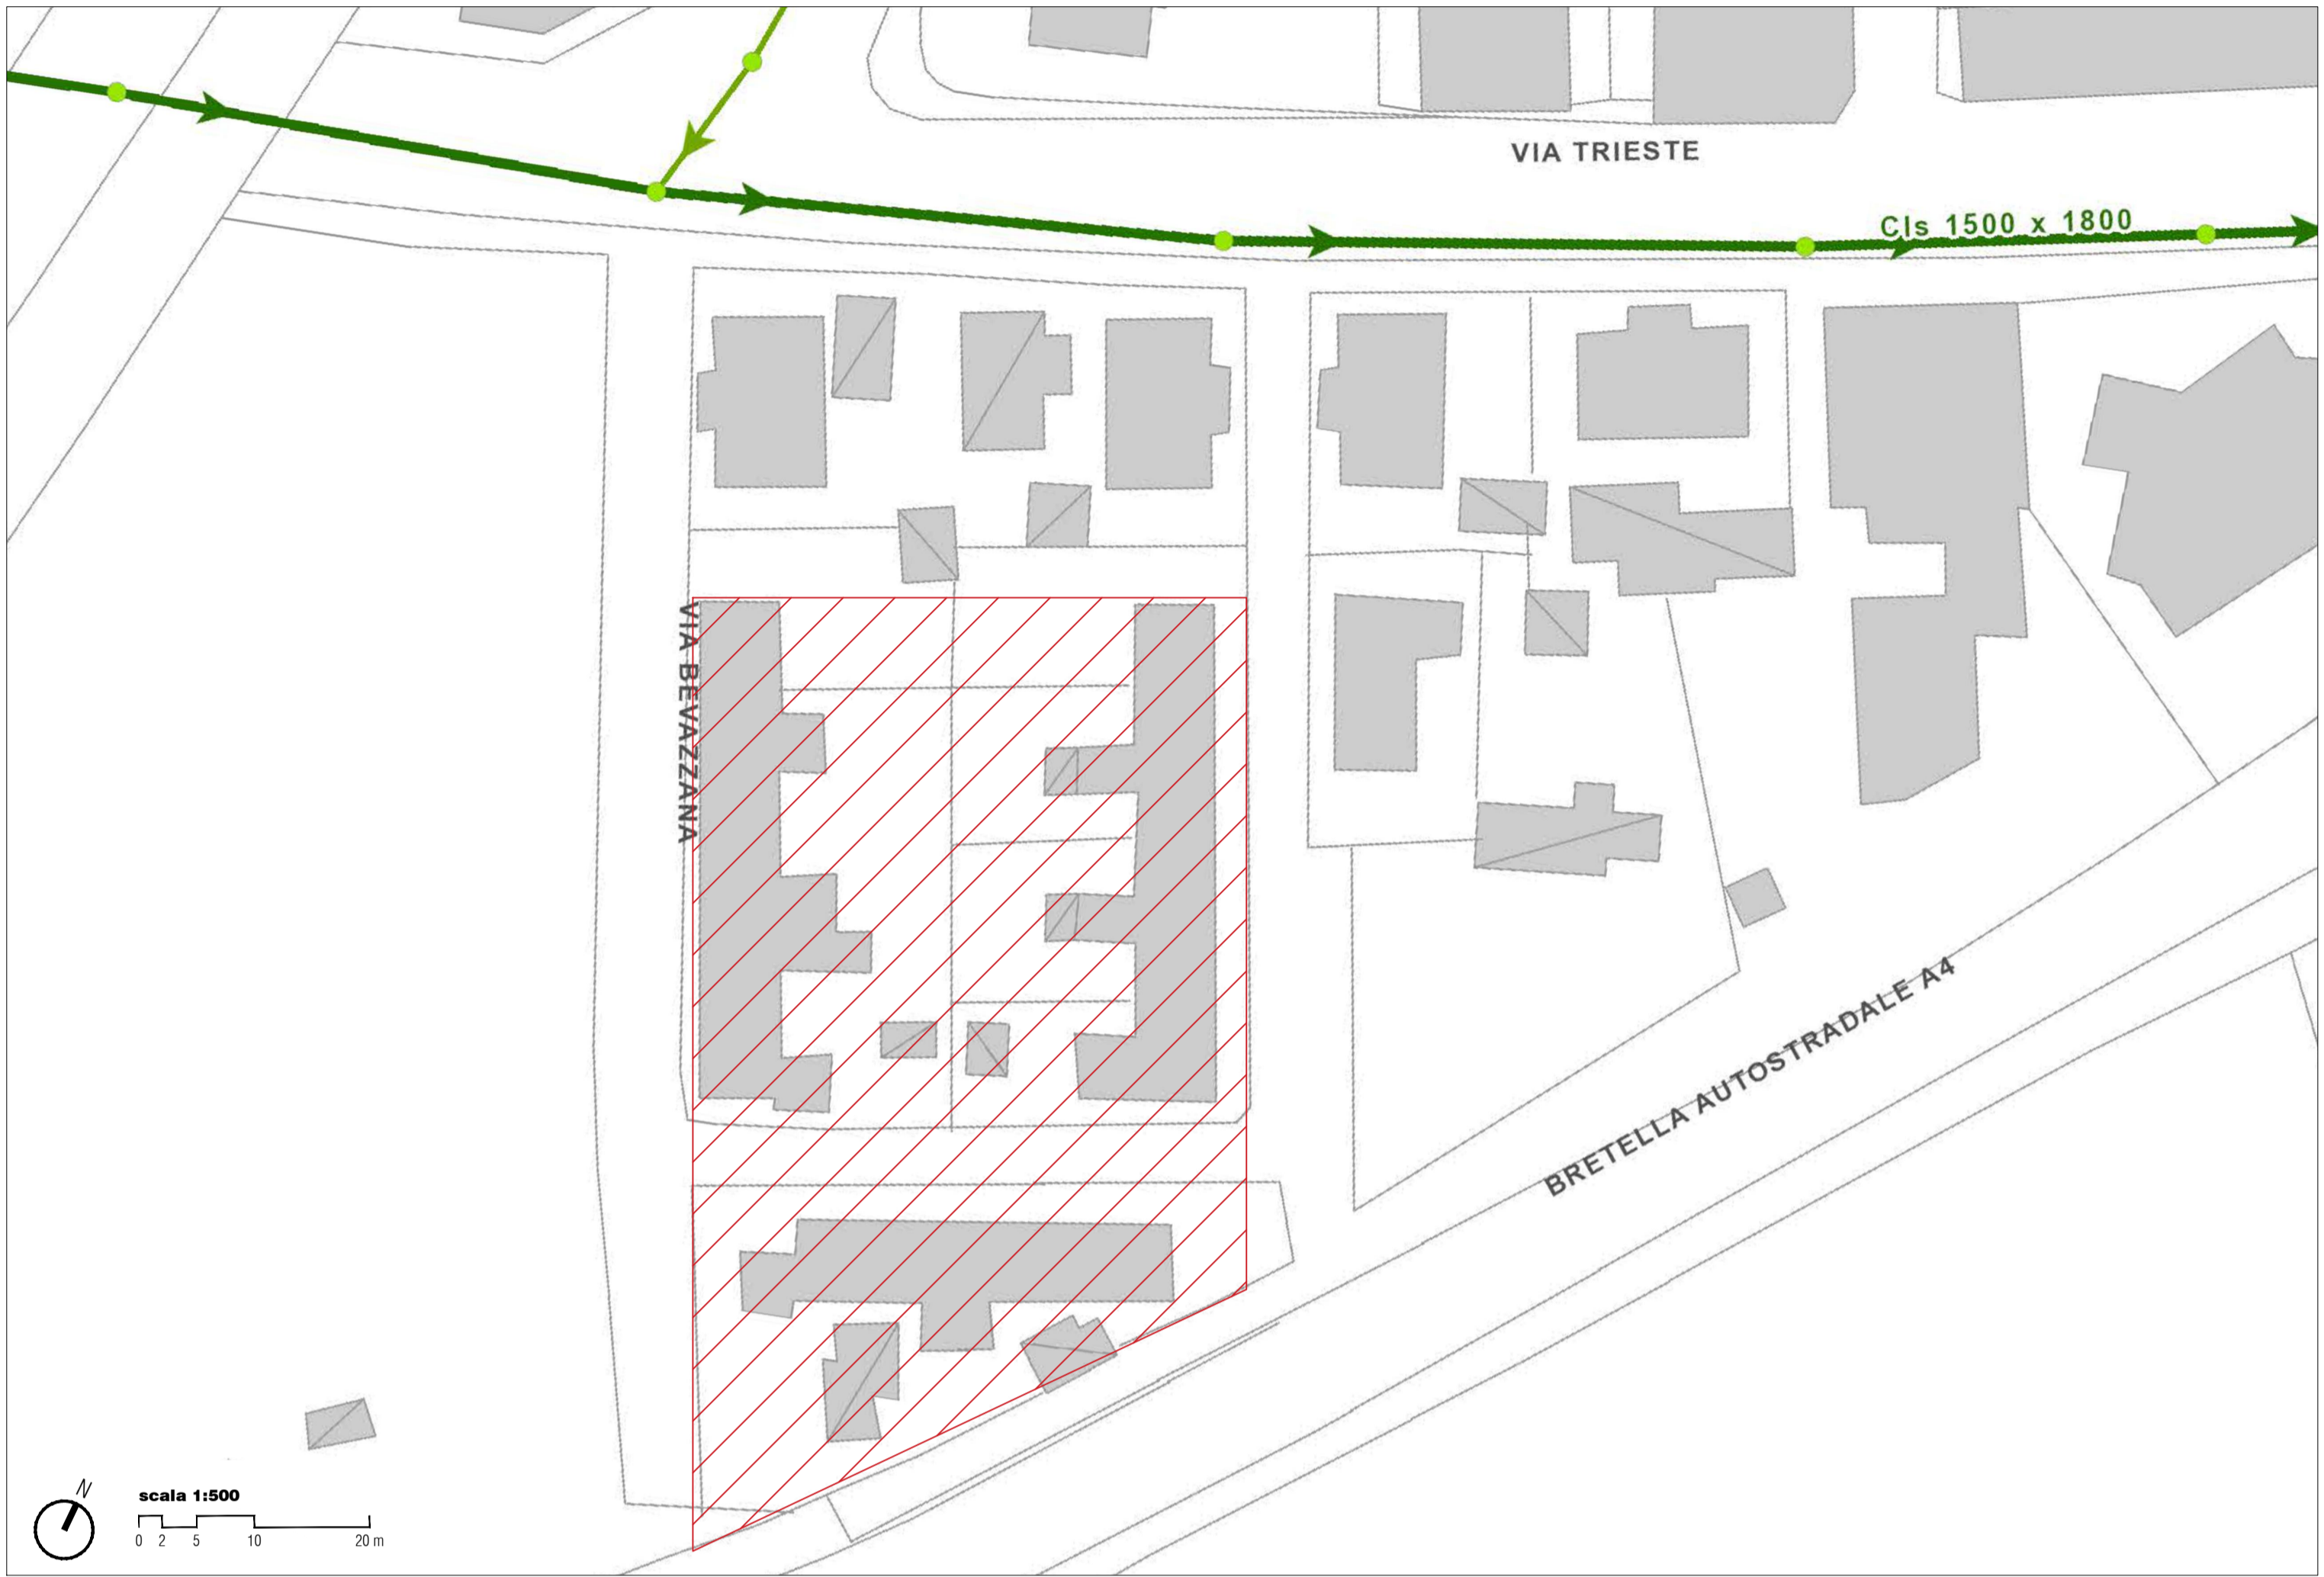 VIA TRIESTE
Cls 1500 x 1800
VIA BEVAZZANA
BRETELLA AUTOSTRADALE A4
N
scala 1:500
0 2 5 10 20 m